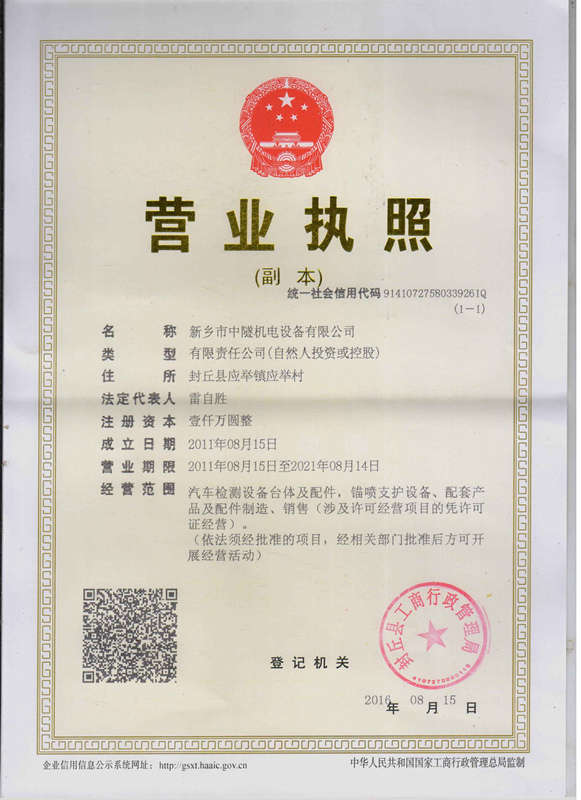 营业执照
(副 本)
统一社会信用代码 91410727580339261Q
(1-1)
名 称 新乡市中隧机电设备有限公司
类 型 有限责任公司(自然人投资或控股)
住 所 封丘县应举镇应举村
法定代表人 雷自胜
注册资本 壹仟万圆整
成立日期 2011年08月15日
营业期限 2011年08月15日至2021年08月14日
经营范围 汽车检测设备台体及配件，锚喷支护设备、配套产
品及配件制造、销售（涉及许可经营项目的凭许可
证经营）。
（依法须经批准的项目，经相关部门批准后方可开
展经营活动）
封丘县工商行政管理局
登记机关
2016 年 08 月 15 日
企业信用信息公示系统网址：http://gsxt.haaic.gov.cn
中华人民共和国国家工商行政管理总局监制